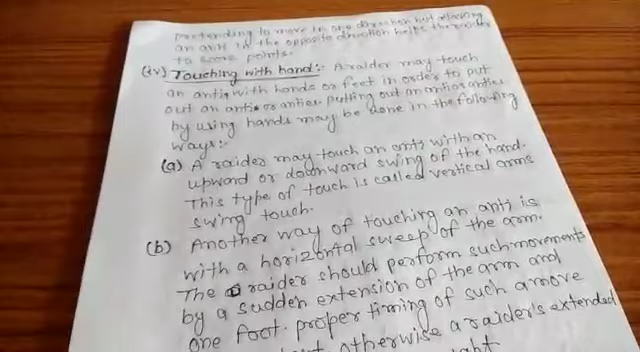 pretending to move in one direction but attacking
an anti in the opposite direction helps the raider
to score points.
(iv) Touching with hand:- A raider may touch
an antis with hands or feet in order to put
out an antis or anties. Putting out an anti or anties
by using hands may be done in the following
ways:-
(a) A raider may touch an anti with an
upward or downward swing of the hand.
This type of touch is called vertical arms
swing touch.
(b) Another way of touching an anti is
with a horizontal sweep of the arm.
The raider should perform such movements
by a sudden extension of the arm and
one foot. proper timing of such a move
otherwise a raider's extended